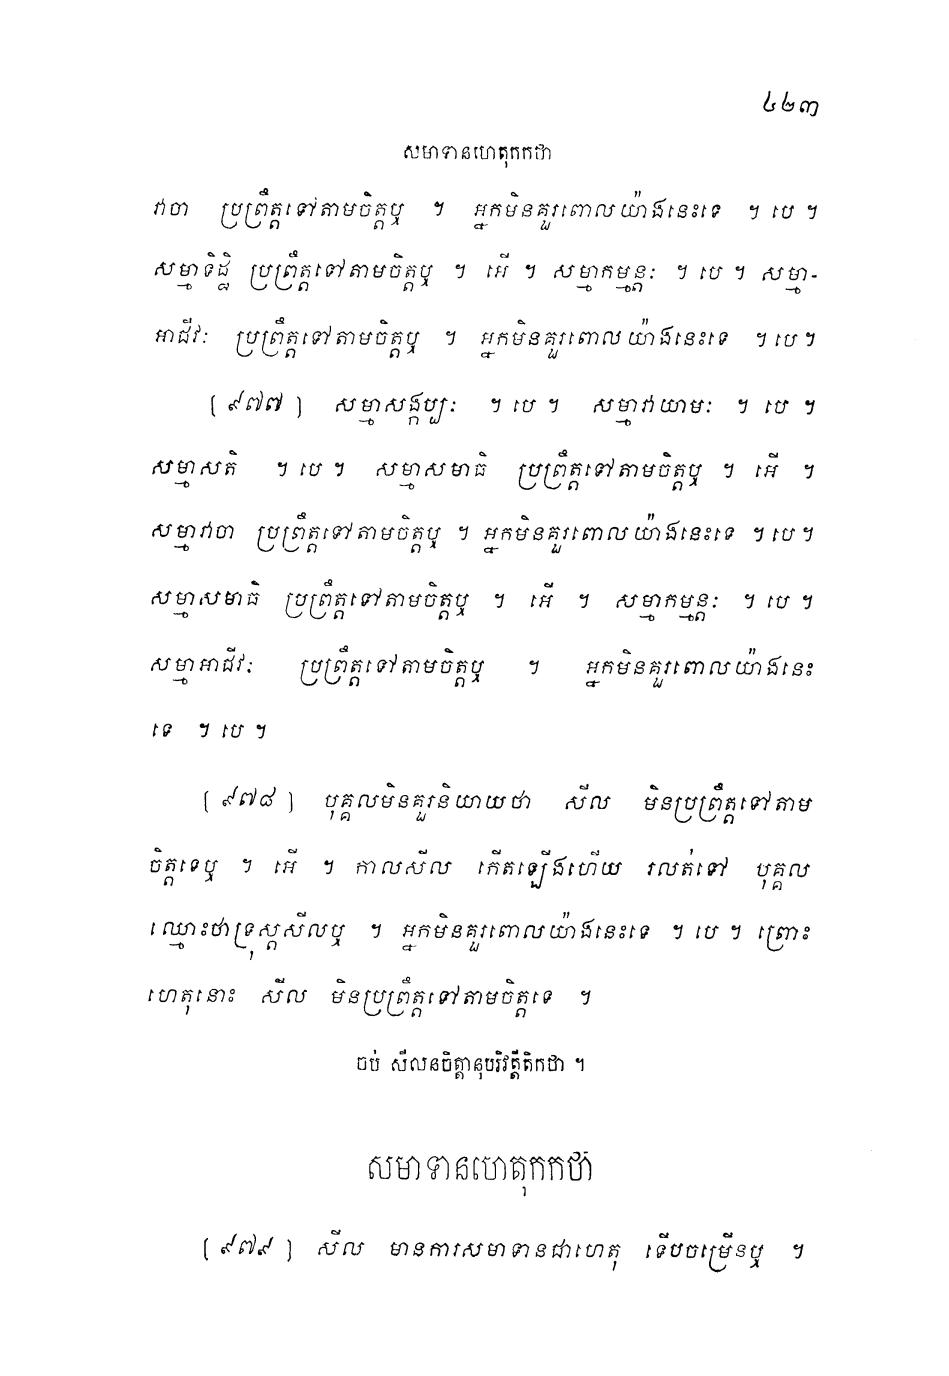 ៤២៣
សមាទានហេតុកកថា
វាចា ប្រព្រឹត្តទៅតាមចិត្តឬ ។ អ្នកមិនគួរពោលយ៉ាងនេះទេ ។ បេ ។
សម្មាទិដ្ឋិ ប្រព្រឹត្តទៅតាមចិត្តឬ ។ អើ ។ សម្មាកម្មន្តៈ ។ បេ ។ សម្មា-
អាជីវៈ ប្រព្រឹត្តទៅតាមចិត្តឬ ។ អ្នកមិនគួរពោលយ៉ាងនេះទេ ។ បេ ។
[ ៩៧៧ ] សម្មាសង្កប្បៈ ។ បេ ។ សម្មាវាយាមៈ ។ បេ ។
សម្មាសតិ ។ បេ ។ សម្មាសមាធិ ប្រព្រឹត្តទៅតាមចិត្តឬ ។ អើ ។
សម្មាវាចា ប្រព្រឹត្តទៅតាមចិត្តឬ ។ អ្នកមិនគួរពោលយ៉ាងនេះទេ ។ បេ ។
សម្មាសមាធិ ប្រព្រឹត្តទៅតាមចិត្តឬ ។ អើ ។ សម្មាកម្មន្តៈ ។ បេ ។
សម្មាអាជីវៈ ប្រព្រឹត្តទៅតាមចិត្តឬ ។ អ្នកមិនគួរពោលយ៉ាងនេះ
ទេ ។ បេ ។
[ ៩៧៨ ] បុគ្គលមិនគួរនិយាយថា សីល មិនប្រព្រឹត្តទៅតាម
ចិត្តទេឬ ។ អើ ។ កាលសីល កើតឡើងហើយ រលត់ទៅ បុគ្គល
ឈ្មោះថាទ្រុស្តសីលឬ ។ អ្នកមិនគួរពោលយ៉ាងនេះទេ ។ បេ ។ ព្រោះ
ហេតុនោះ សីល មិនប្រព្រឹត្តទៅតាមចិត្តទេ ។
ចប់ សីលនចិត្តានុបរិវត្តីតិកថា ។
សមាទានហេតុកកថា
[ ៩៧៩ ] សីល មានការសមាទានជាហេតុ ទើបចម្រើនឬ ។